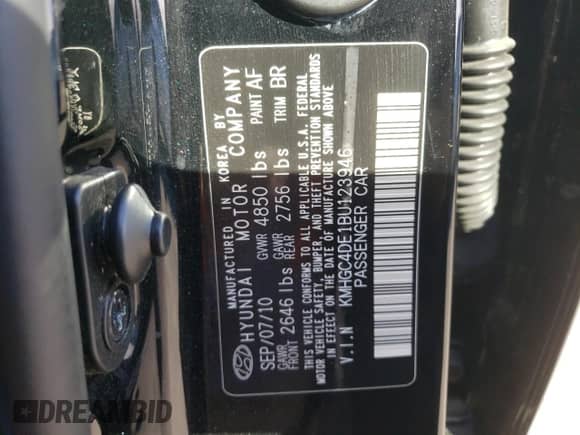 MANUFACTURED IN KOREA BY
HYUNDAI MOTOR COMPANY
SEP/07/10 GVWR 4850 lbs PAINT AF
GAWR FRONT 2646 lbs GAWR REAR 2756 lbs TRIM BR
THIS VEHICLE CONFORMS TO ALL APPLICABLE U.S.A. FEDERAL
MOTOR VEHICLE SAFETY, BUMPER, AND THEFT PREVENTION STANDARDS
IN EFFECT ON THE DATE OF MANUFACTURE SHOWN ABOVE
V.I.N KMHGC4DE1BU123946
PASSENGER CAR
DREAMBID